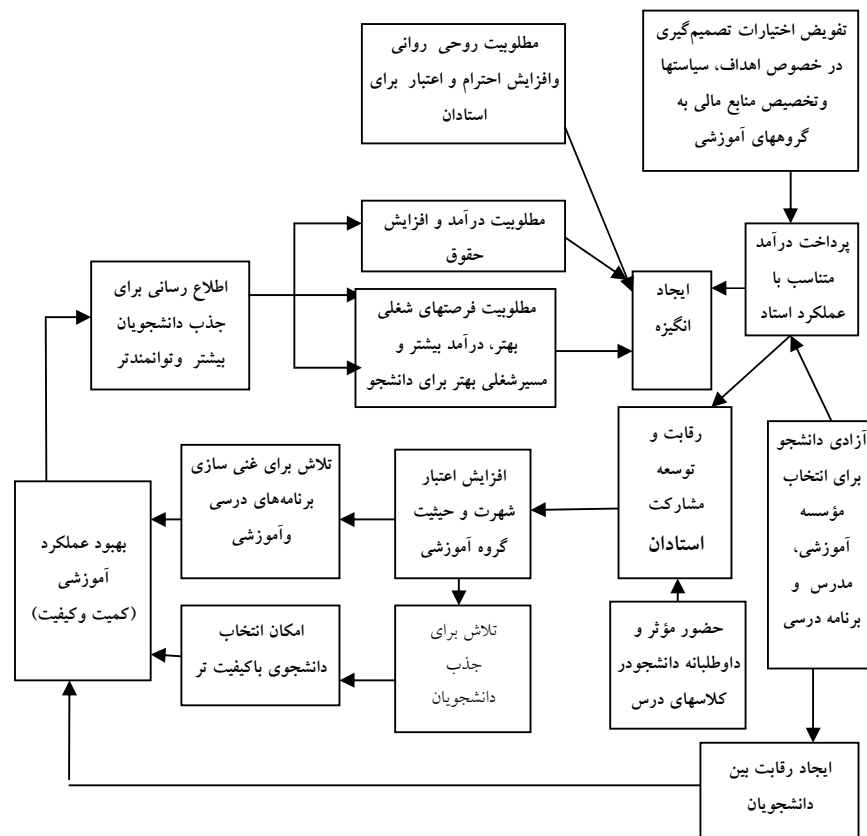 تفویض اختیارات تصمیم‌گیری
در خصوص اهداف، سیاستها
وتخصیص منابع مالی به
گروههای آموزشی
مطلوبیت روحی روانی
وافزایش احترام و اعتبار برای
استادان
پرداخت درآمد
متناسب با
عملکرد استاد
مطلوبیت درآمد و افزایش
حقوق
ایجاد
انگیزه
مطلوبیت فرصتهای شغلی
بهتر، درآمد بیشتر و
مسیرشغلی بهتر برای دانشجو
اطلاع رسانی برای
جذب دانشجویان
بیشتر وتوانمندتر
آزادی دانشجو
برای انتخاب
مؤسسه
آموزشی،
مدرس و
برنامه درسی
رقابت و
توسعه
مشارکت
استادان
افزایش اعتبار
شهرت و حیثیت
گروه آموزشی
تلاش برای غنی سازی
برنامه‌های درسی
وآموزشی
بهبود عملکرد
آموزشی
(کمیت وکیفیت)
حضور مؤثر و
داوطلبانه دانشجودر
کلاسهای درس
تلاش برای
جذب
دانشجویان
امکان انتخاب
دانشجوی باکیفیت تر
ایجاد رقابت بین
دانشجویان